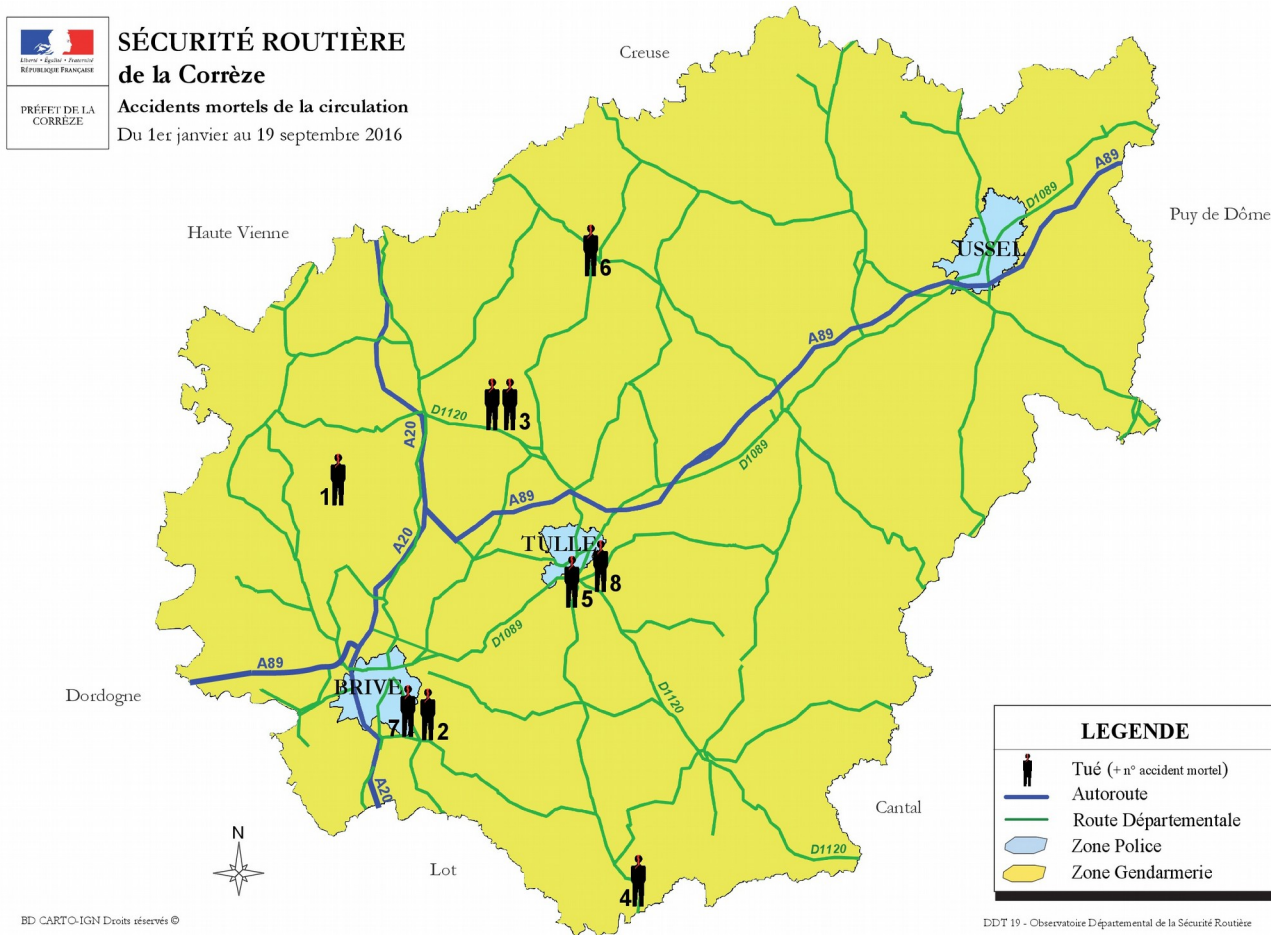 Liberté • Égalité • Fraternité
RÉPUBLIQUE FRANÇAISE
PRÉFET DE LA
CORRÈZE
SÉCURITÉ ROUTIÈRE
de la Corrèze
Accidents mortels de la circulation
Du 1er janvier au 19 septembre 2016
Creuse
Haute Vienne
Puy de Dôme
A89
D1089
USSEL
6
A89
3
D1120
A20
D1089
1
A89
A20
TULLE
8
5
D1089
A89
BRIVE
D1120
7
2
A20
Dordogne
Cantal
Lot
D1120
4
N
LEGENDE
Tué (+ n° accident mortel)
Autoroute
Route Départementale
Zone Police
Zone Gendarmerie
BD CARTO-IGN Droits réservés ©
DDT 19 - Observatoire Départemental de la Sécurité Routière